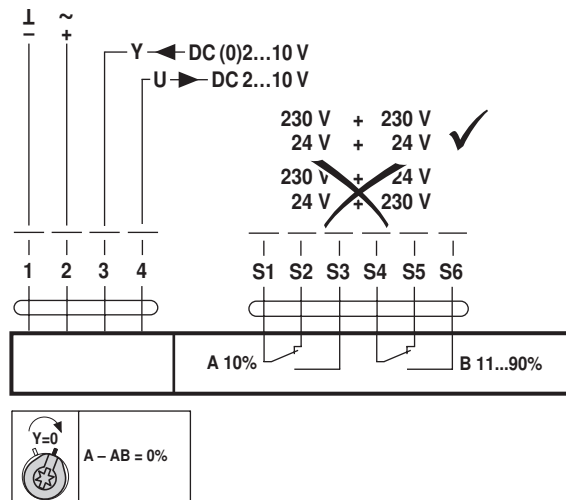 ⊥ ~
– +
Y DC (0)2...10 V
U DC 2...10 V
230 V + 230 V
24 V + 24 V
230 V + 24 V
24 V + 230 V
1 2 3 4 S1 S2 S3 S4 S5 S6
A 10% B 11...90%
Y=0
A – AB = 0%